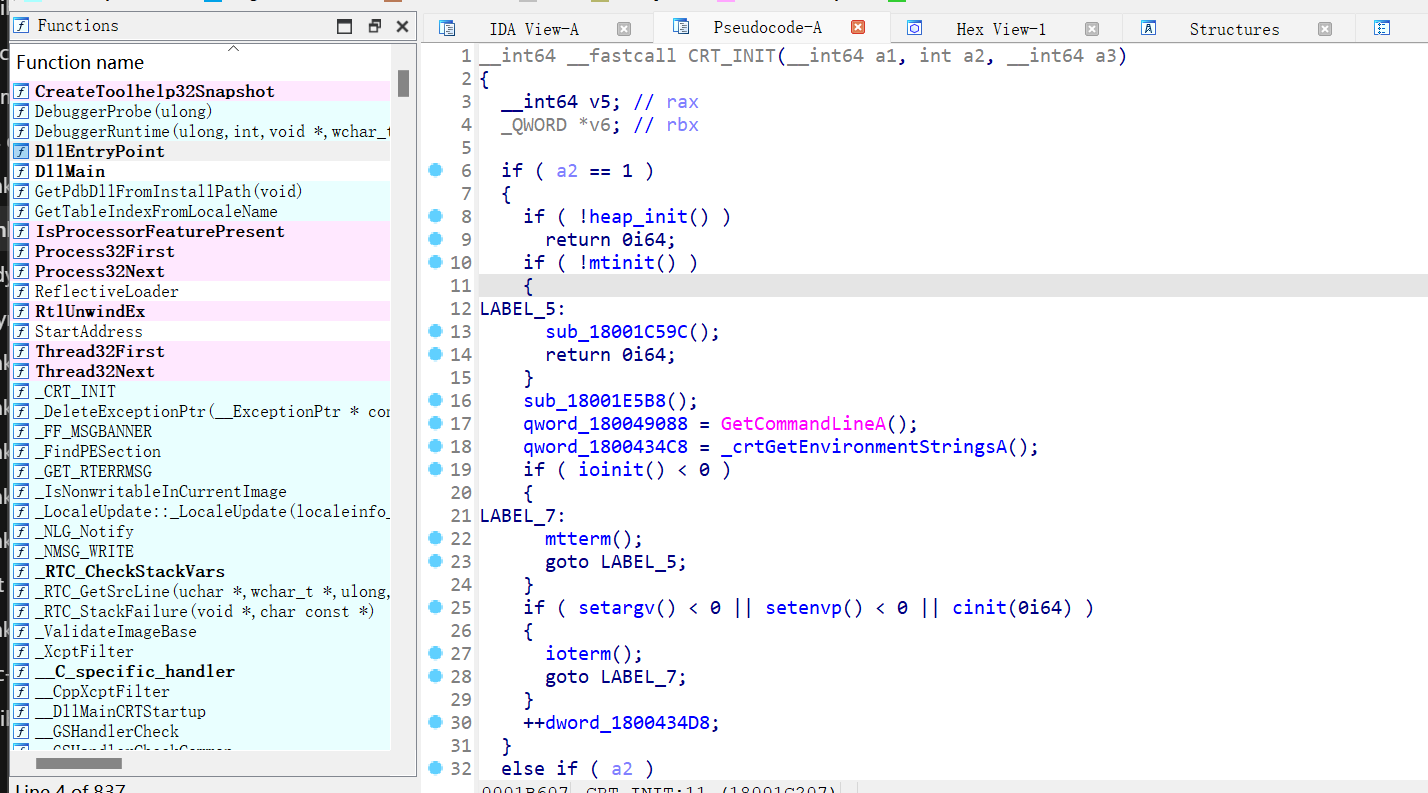 Functions
IDA View-A
Pseudocode-A
Hex View-1
Structures
Function name
CreateToolhelp32Snapshot
DebuggerProbe(ulong)
DebuggerRuntime(ulong,int,void *,wchar_t
DllEntryPoint
DllMain
GetPdbDllFromInstallPath(void)
GetTableIndexFromLocaleName
IsProcessorFeaturePresent
Process32First
Process32Next
ReflectiveLoader
RtlUnwindEx
StartAddress
Thread32First
Thread32Next
_CRT_INIT
_DeleteExceptionPtr(__ExceptionPtr * con
_FF_MSGBANNER
_FindPESection
_GET_RTERRMSG
_IsNonwritableInCurrentImage
_LocaleUpdate::_LocaleUpdate(localeinfo_
_NLG_Notify
_NMSG_WRITE
_RTC_CheckStackVars
_RTC_GetSrcLine(uchar *,wchar_t *,ulong,
_RTC_StackFailure(void *,char const *)
_ValidateImageBase
_XcptFilter
__C_specific_handler
__CppXcptFilter
__DllMainCRTStartup
__GSHandlerCheck
__GSHandlerCheckCommon
Line 4 of 837
1 __int64 __fastcall CRT_INIT(__int64 a1, int a2, __int64 a3)
2 {
3 __int64 v5; // rax
4 _QWORD *v6; // rbx
5
6 if ( a2 == 1 )
7 {
8 if ( !heap_init() )
9 return 0i64;
10 if ( !mtinit() )
11 {
12 LABEL_5:
13 sub_18001C59C();
14 return 0i64;
15 }
16 sub_18001E5B8();
17 qword_180049088 = GetCommandLineA();
18 qword_1800434C8 = _crtGetEnvironmentStringsA();
19 if ( ioinit() < 0 )
20 {
21 LABEL_7:
22 mtterm();
23 goto LABEL_5;
24 }
25 if ( setargv() < 0 || setenvp() < 0 || cinit(0i64) )
26 {
27 ioterm();
28 goto LABEL_7;
29 }
30 ++dword_1800434D8;
31 }
32 else if ( a2 )
0001B607 CRT_INIT:11 (18001C207)